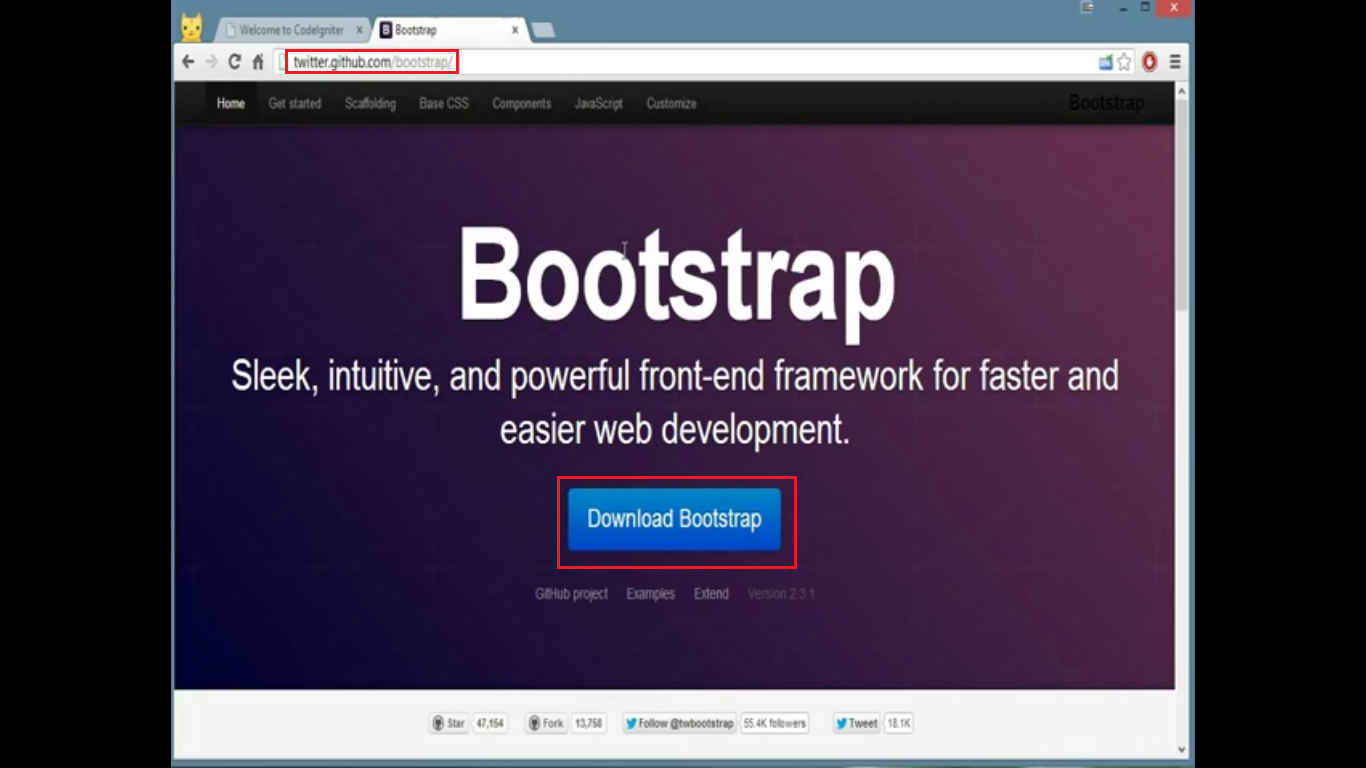 Welcome to CodeIgniter
Bootstrap
twitter.github.com/bootstrap/
Home Get started Scaffolding Base CSS Components JavaScript Customize Bootstrap
Bootstrap
Sleek, intuitive, and powerful front-end framework for faster and
easier web development.
Download Bootstrap
GitHub project Examples Extend Version 2.3.1
Star 47,154 Fork 13,758 Follow @twbootstrap 55.4K followers Tweet 18.1K